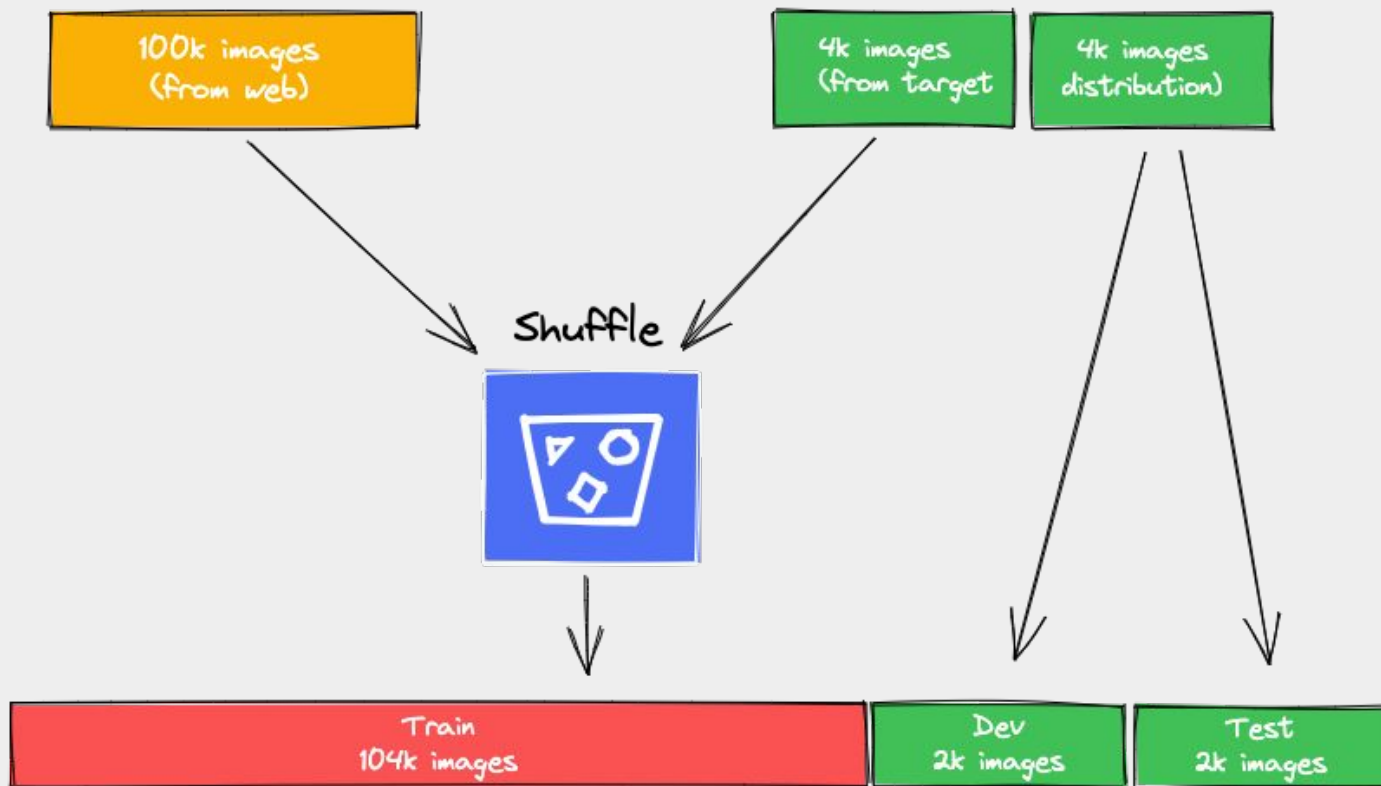 100k images
(from web)
4k images
(from target
4k images
distribution)
Shuffle
Train
104k images
Dev
2k images
Test
2k images